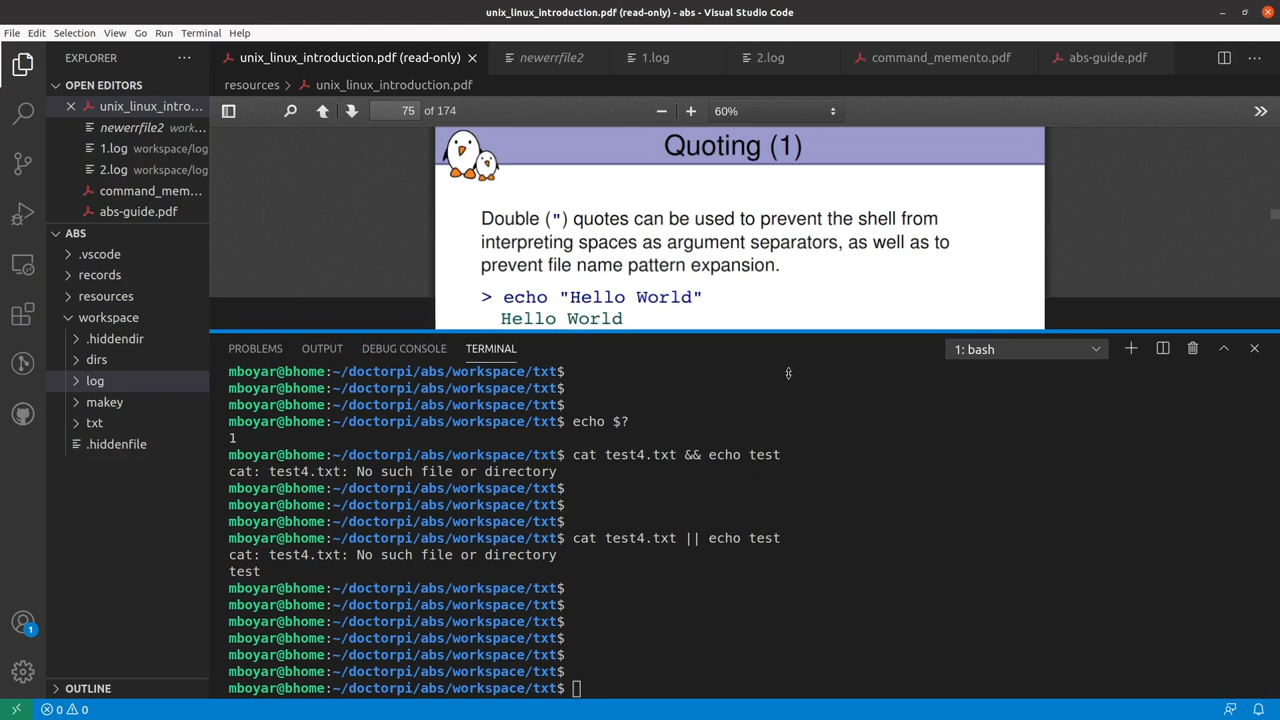 unix_linux_introduction.pdf (read-only) - abs - Visual Studio Code
File Edit Selection View Go Run Terminal Help
EXPLORER
OPEN EDITORS
unix_linux_intro...
newerrfile2 work...
1.log workspace/log
2.log workspace/log
command_mem...
abs-guide.pdf
ABS
.vscode
records
resources
workspace
.hiddendir
dirs
log
makey
txt
.hiddenfile
OUTLINE
unix_linux_introduction.pdf (read-only) newerrfile2 1.log 2.log command_memento.pdf abs-guide.pdf
resources > unix_linux_introduction.pdf
75 of 174 60%
Quoting (1)
Double (") quotes can be used to prevent the shell from
interpreting spaces as argument separators, as well as to
prevent file name pattern expansion.
> echo "Hello World"
Hello World
PROBLEMS OUTPUT DEBUG CONSOLE TERMINAL 1: bash
mboyar@bhome:~/doctorpi/abs/workspace/txt$
mboyar@bhome:~/doctorpi/abs/workspace/txt$
mboyar@bhome:~/doctorpi/abs/workspace/txt$
mboyar@bhome:~/doctorpi/abs/workspace/txt$ echo $?
1
mboyar@bhome:~/doctorpi/abs/workspace/txt$ cat test4.txt && echo test
cat: test4.txt: No such file or directory
mboyar@bhome:~/doctorpi/abs/workspace/txt$
mboyar@bhome:~/doctorpi/abs/workspace/txt$
mboyar@bhome:~/doctorpi/abs/workspace/txt$
mboyar@bhome:~/doctorpi/abs/workspace/txt$ cat test4.txt || echo test
cat: test4.txt: No such file or directory
test
mboyar@bhome:~/doctorpi/abs/workspace/txt$
mboyar@bhome:~/doctorpi/abs/workspace/txt$
mboyar@bhome:~/doctorpi/abs/workspace/txt$
mboyar@bhome:~/doctorpi/abs/workspace/txt$
mboyar@bhome:~/doctorpi/abs/workspace/txt$
mboyar@bhome:~/doctorpi/abs/workspace/txt$
mboyar@bhome:~/doctorpi/abs/workspace/txt$
1
0 0